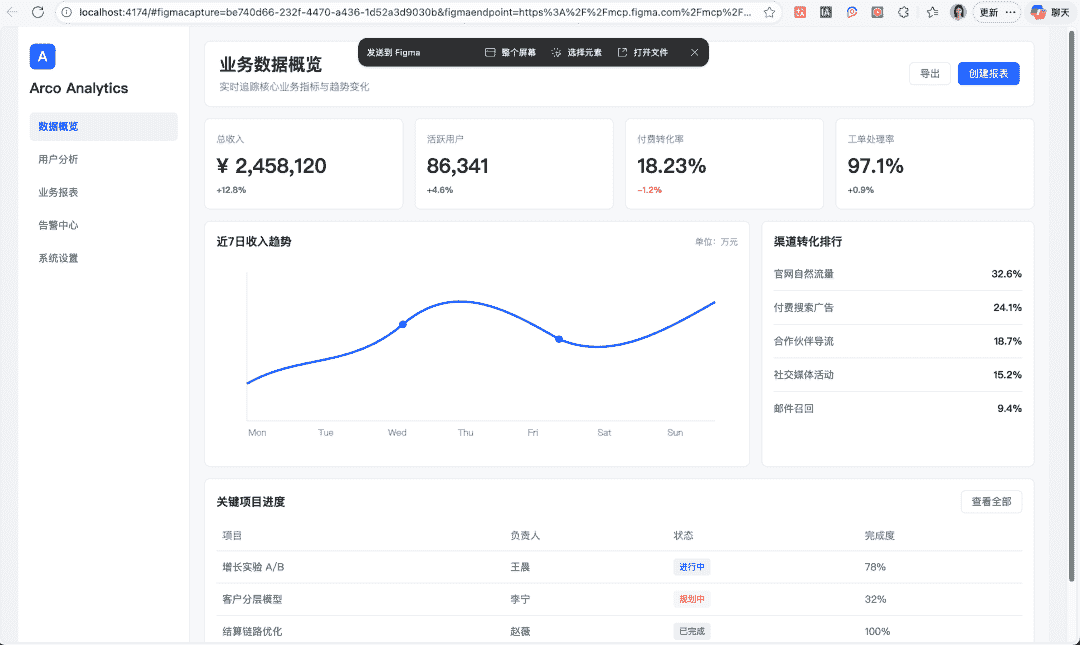 localhost:4174/#figmacapture=be740d66-232f-4470-a436-1d52a3d9030b&figmaendpoint=https%3A%2F%2Fmcp.figma.com%2Fmcp%2F...
更新
聊天
发送到 Figma
整个屏幕
选择元素
打开文件
A
Arco Analytics
数据概览
用户分析
业务报表
告警中心
系统设置
业务数据概览
实时追踪核心业务指标与趋势变化
导出
创建报表
总收入
¥ 2,458,120
+12.8%
活跃用户
86,341
+4.6%
付费转化率
18.23%
-1.2%
工单处理率
97.1%
+0.9%
近7日收入趋势
单位：万元
Mon Tue Wed Thu Fri Sat Sun
渠道转化排行
官网自然流量 32.6%
付费搜索广告 24.1%
合作伙伴导流 18.7%
社交媒体活动 15.2%
邮件召回 9.4%
关键项目进度
查看全部
项目 负责人 状态 完成度
增长实验 A/B 王晨 进行中 78%
客户分层模型 李宁 规划中 32%
结算链路优化 赵薇 已完成 100%